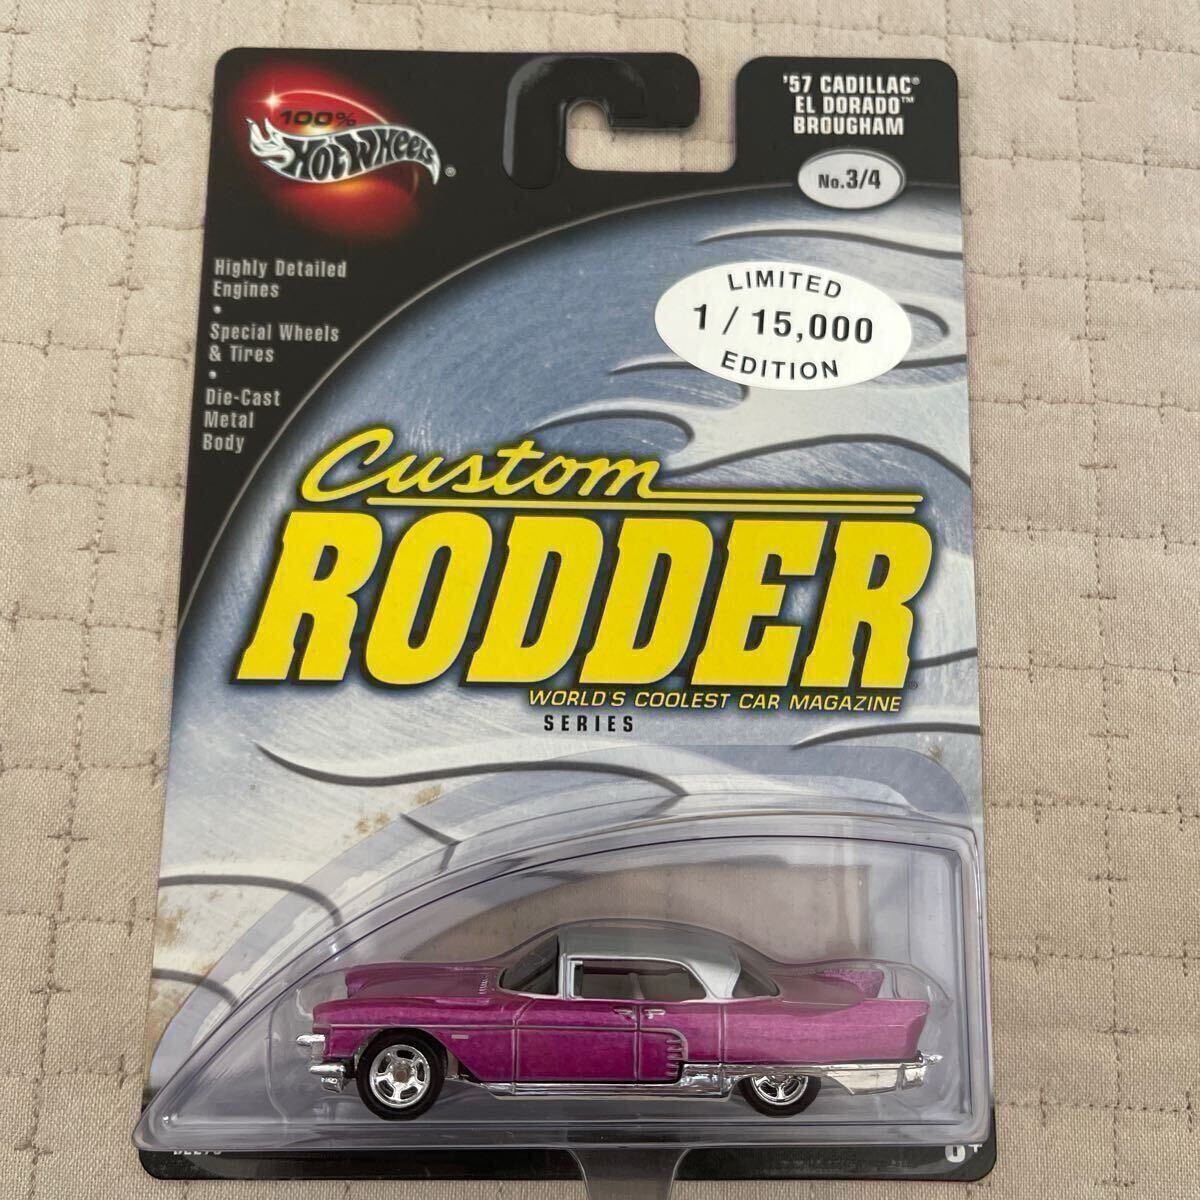 100%
Hot Wheels®
'57 CADILLAC®
EL DORADO™
BROUGHAM
No.3/4
Highly Detailed
Engines
•
Special Wheels
& Tires
•
Die-Cast
Metal
Body
LIMITED
1 / 15,000
EDITION
Custom
RODDER®
WORLD'S COOLEST CAR MAGAZINE
SERIES